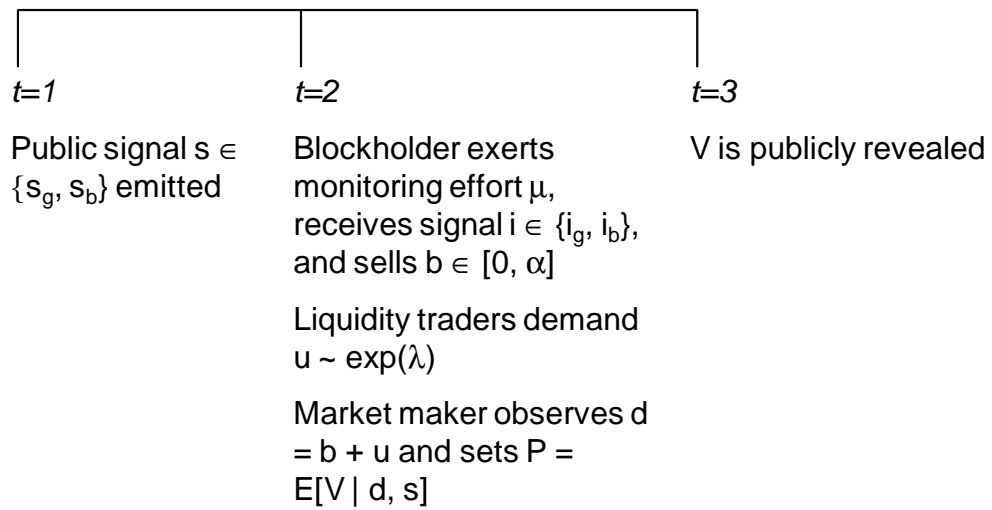 t=1
Public signal s ∈
{s_g, s_b} emitted
t=2
Blockholder exerts
monitoring effort μ,
receives signal i ∈ {i_g, i_b},
and sells b ∈ [0, α]
Liquidity traders demand
u ~ exp(λ)
Market maker observes d
= b + u and sets P =
E[V | d, s]
t=3
V is publicly revealed